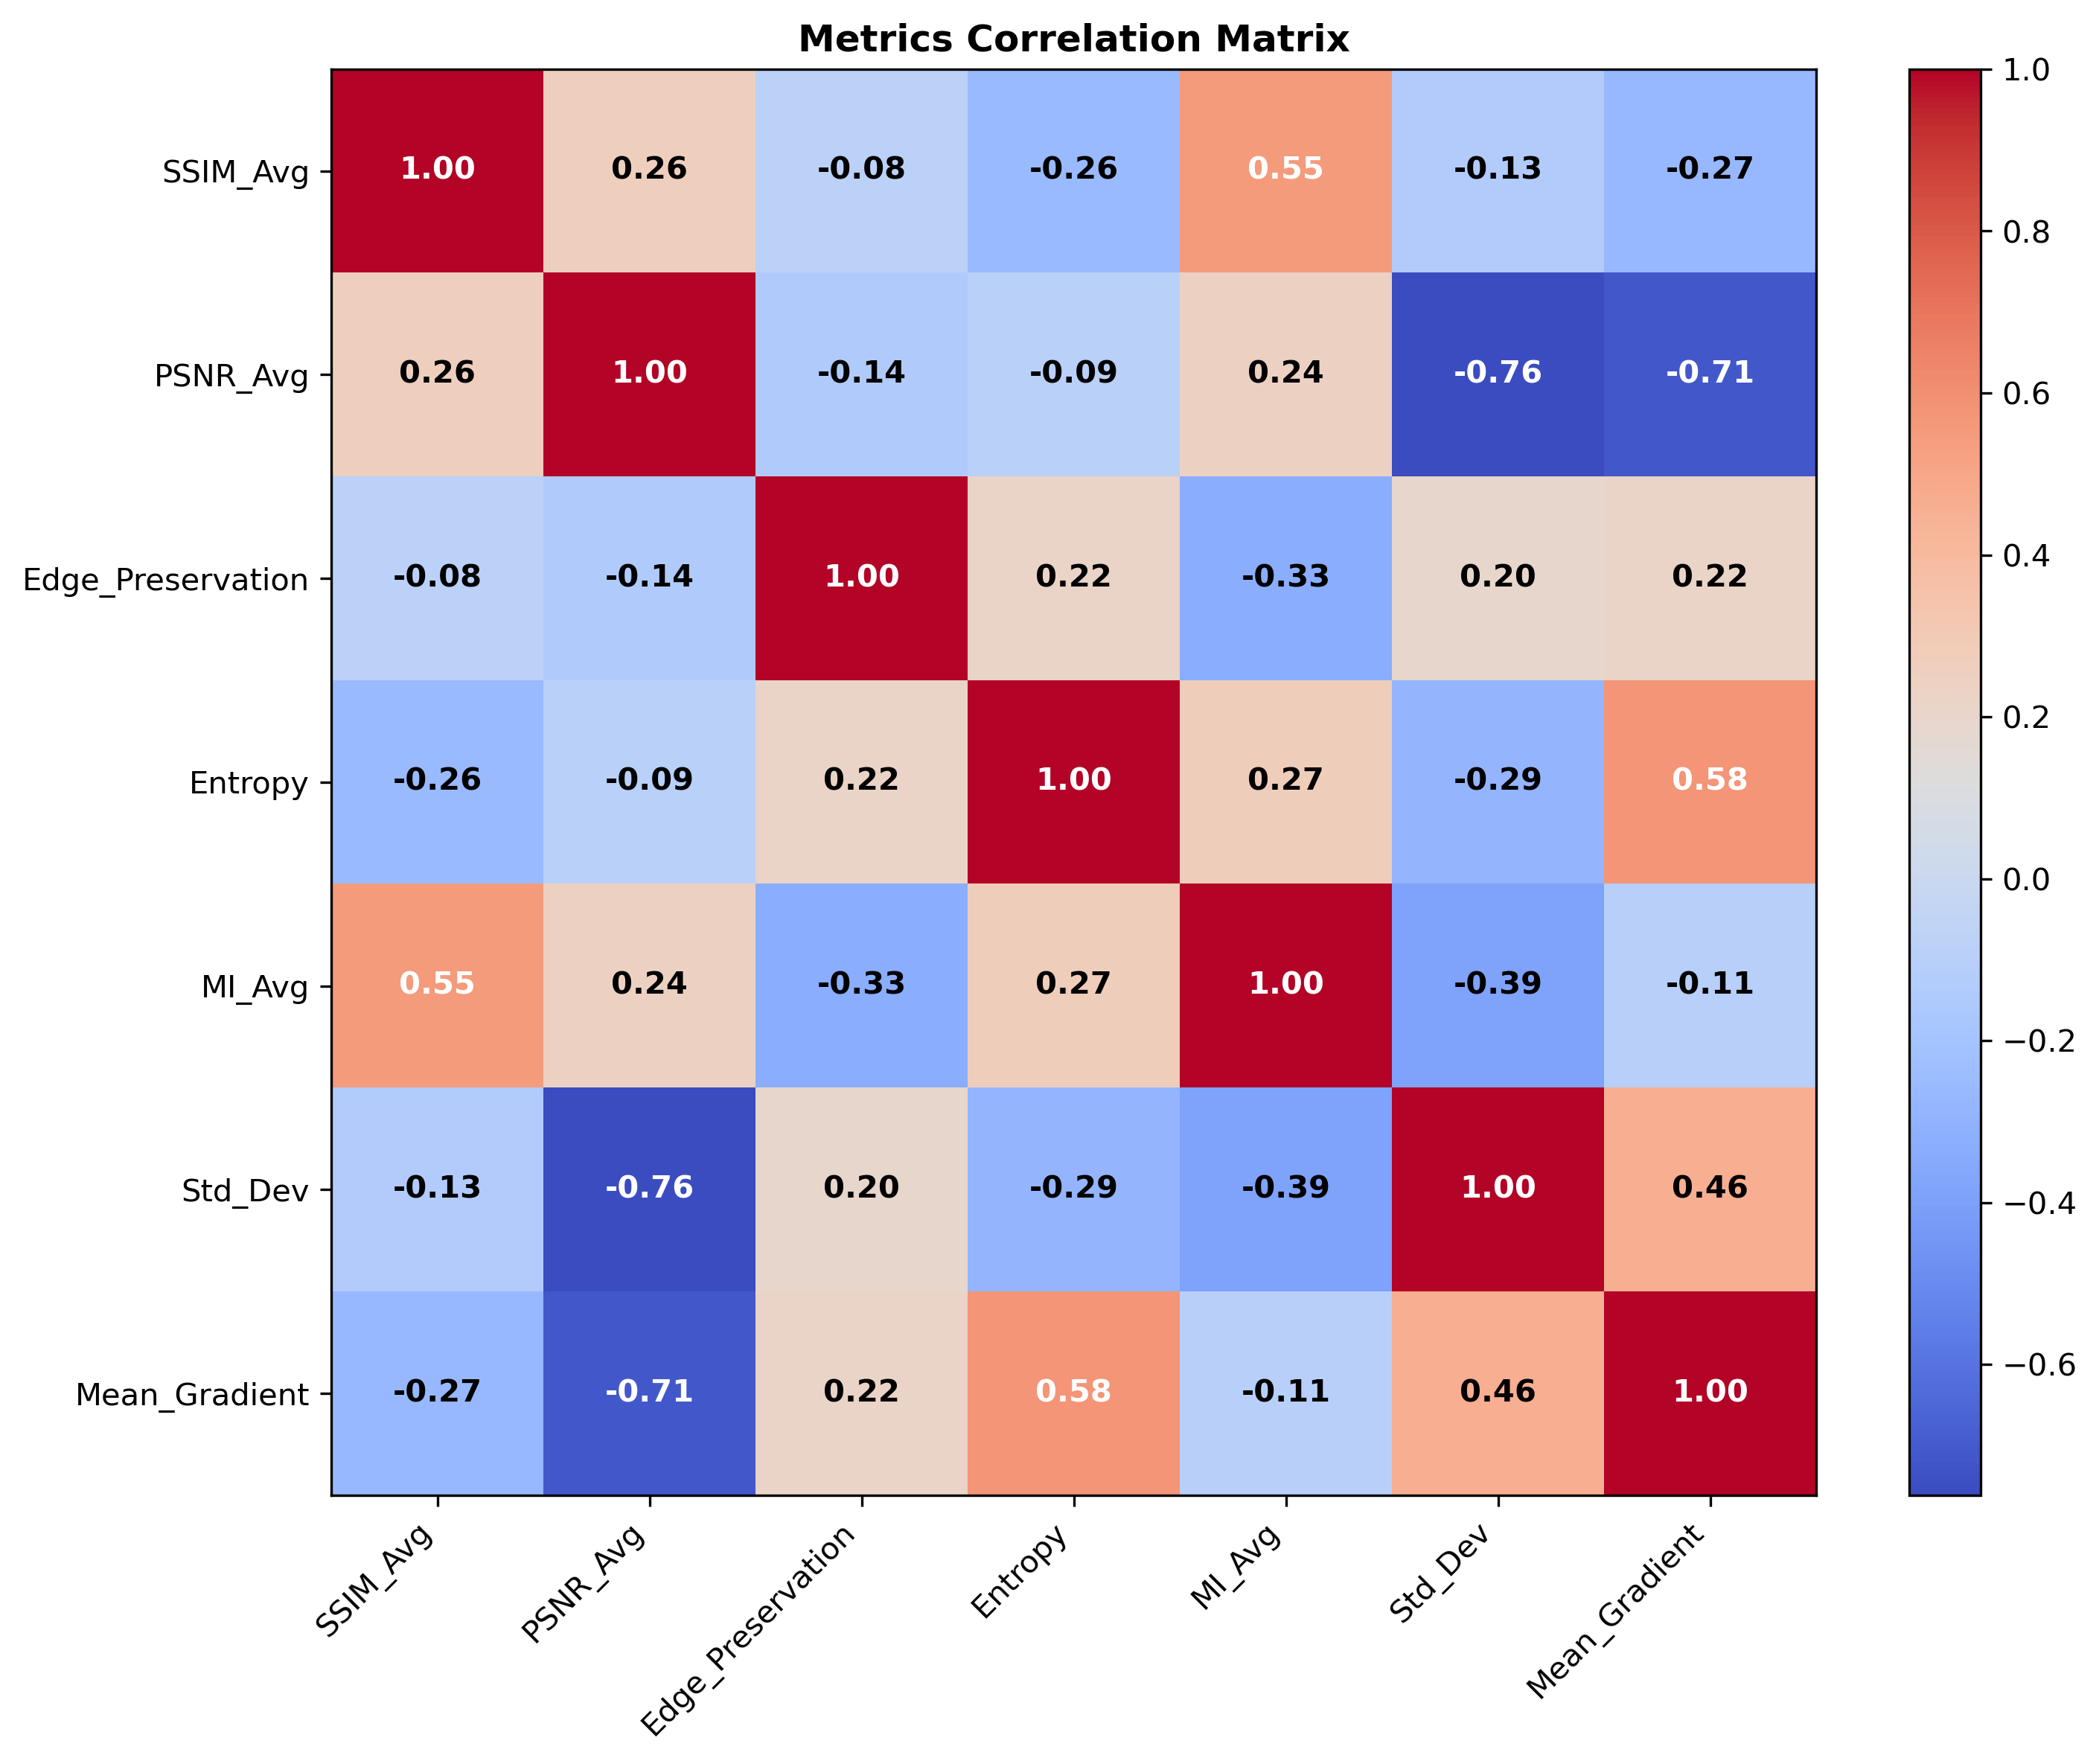 Metrics Correlation Matrix
SSIM_Avg 1.00 0.26 -0.08 -0.26 0.55 -0.13 -0.27
PSNR_Avg 0.26 1.00 -0.14 -0.09 0.24 -0.76 -0.71
Edge_Preservation -0.08 -0.14 1.00 0.22 -0.33 0.20 0.22
Entropy -0.26 -0.09 0.22 1.00 0.27 -0.29 0.58
MI_Avg 0.55 0.24 -0.33 0.27 1.00 -0.39 -0.11
Std_Dev -0.13 -0.76 0.20 -0.29 -0.39 1.00 0.46
Mean_Gradient -0.27 -0.71 0.22 0.58 -0.11 0.46 1.00
SSIM_Avg PSNR_Avg Edge_Preservation Entropy MI_Avg Std_Dev Mean_Gradient
1.0
0.8
0.6
0.4
0.2
0.0
−0.2
−0.4
−0.6